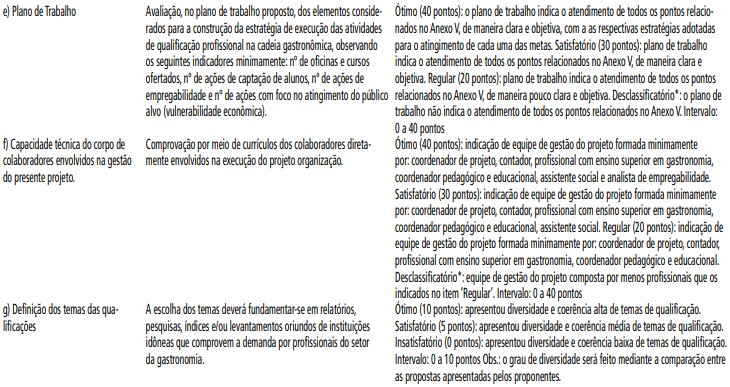 e) Plano de Trabalho
Avaliação, no plano de trabalho proposto, dos elementos conside-
rados para a construção da estratégia de execução das atividades
de qualificação profissional na cadeia gastronômica, observando
os seguintes indicadores minimamente: nº de oficinas e cursos
ofertados, nº de ações de captação de alunos, nº de ações de
empregabilidade e nº de ações com foco no atingimento do público
alvo (vulnerabilidade econômica).
Ótimo (40 pontos): o plano de trabalho indica o atendimento de todos os pontos relacio-
nados no Anexo V, de maneira clara e objetiva, com a as respectivas estratégias adotadas
para o atingimento de cada uma das metas. Satisfatório (30 pontos): plano de trabalho
indica o atendimento de todos os pontos relacionados no Anexo V, de maneira clara e
objetiva. Regular (20 pontos): plano de trabalho indica o atendimento de todos os pontos
relacionados no Anexo V, de maneira pouco clara e objetiva. Desclassificatório*: o plano de
trabalho não indica o atendimento de todos os pontos relacionados no Anexo V. Intervalo:
0 a 40 pontos
f) Capacidade técnica do corpo de
colaboradores envolvidos na gestão
do presente projeto.
Comprovação por meio de currículos dos colaboradores direta-
mente envolvidos na execução do projeto organização.
Ótimo (40 pontos): indicação de equipe de gestão do projeto formada minimamente
por: coordenador de projeto, contador, profissional com ensino superior em gastronomia,
coordenador pedagógico e educacional, assistente social e analista de empregabilidade.
Satisfatório (30 pontos): indicação de equipe de gestão do projeto formada minimamente
por: coordenador de projeto, contador, profissional com ensino superior em gastronomia,
coordenador pedagógico e educacional, assistente social. Regular (20 pontos): indicação de
equipe de gestão do projeto formada minimamente por: coordenador de projeto, contador,
profissional com ensino superior em gastronomia, coordenador pedagógico e educacional.
Desclassificatório*: equipe de gestão do projeto composta por menos profissionais que os
indicados no item ‘Regular’. Intervalo: 0 a 40 pontos
g) Definição dos temas das qua-
lificações
A escolha dos temas deverá fundamentar-se em relatórios,
pesquisas, índices e/ou levantamentos oriundos de instituições
idôneas que comprovem a demanda por profissionais do setor
da gastronomia.
Ótimo (10 pontos): apresentou diversidade e coerência alta de temas de qualificação.
Satisfatório (5 pontos): apresentou diversidade e coerência média de temas de qualificação.
Insatisfatório (0 pontos): apresentou diversidade e coerência baixa de temas de qualificação.
Intervalo: 0 a 10 pontos Obs.: o grau de diversidade será feito mediante a comparação entre
as propostas apresentadas pelos proponentes.